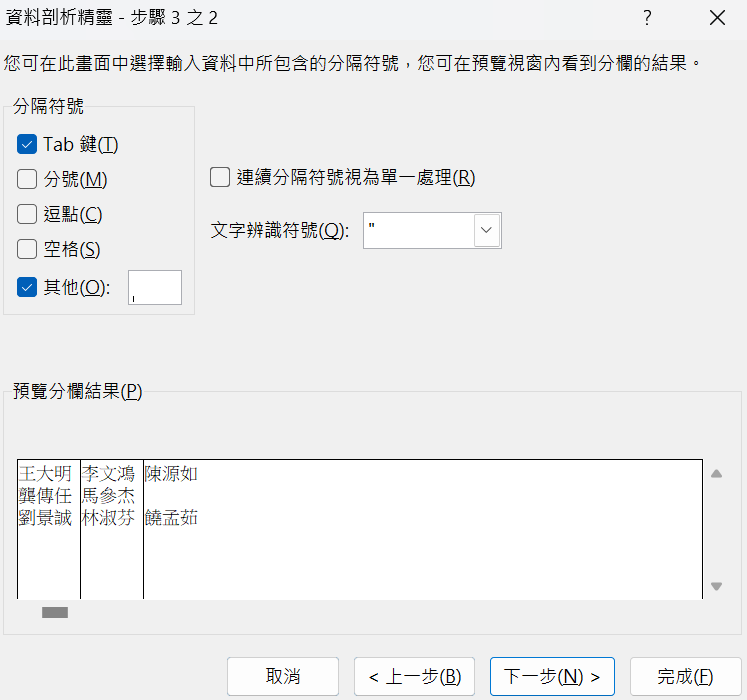 資料剖析精靈 - 步驟 3 之 2
? 
您可在此畫面中選擇輸入資料中所包含的分隔符號，您可在預覽視窗內看到分欄的結果。
分隔符號
Tab 鍵(T)
分號(M)
逗點(C)
空格(S)
其他(O):
連續分隔符號視為單一處理(R)
文字辨識符號(Q): "
預覽分欄結果(P)
王大明 李文鴻 陳源如
龔傳任 馬參杰
劉景誠 林淑芬 饒孟茹
取消 < 上一步(B) 下一步(N) > 完成(F)